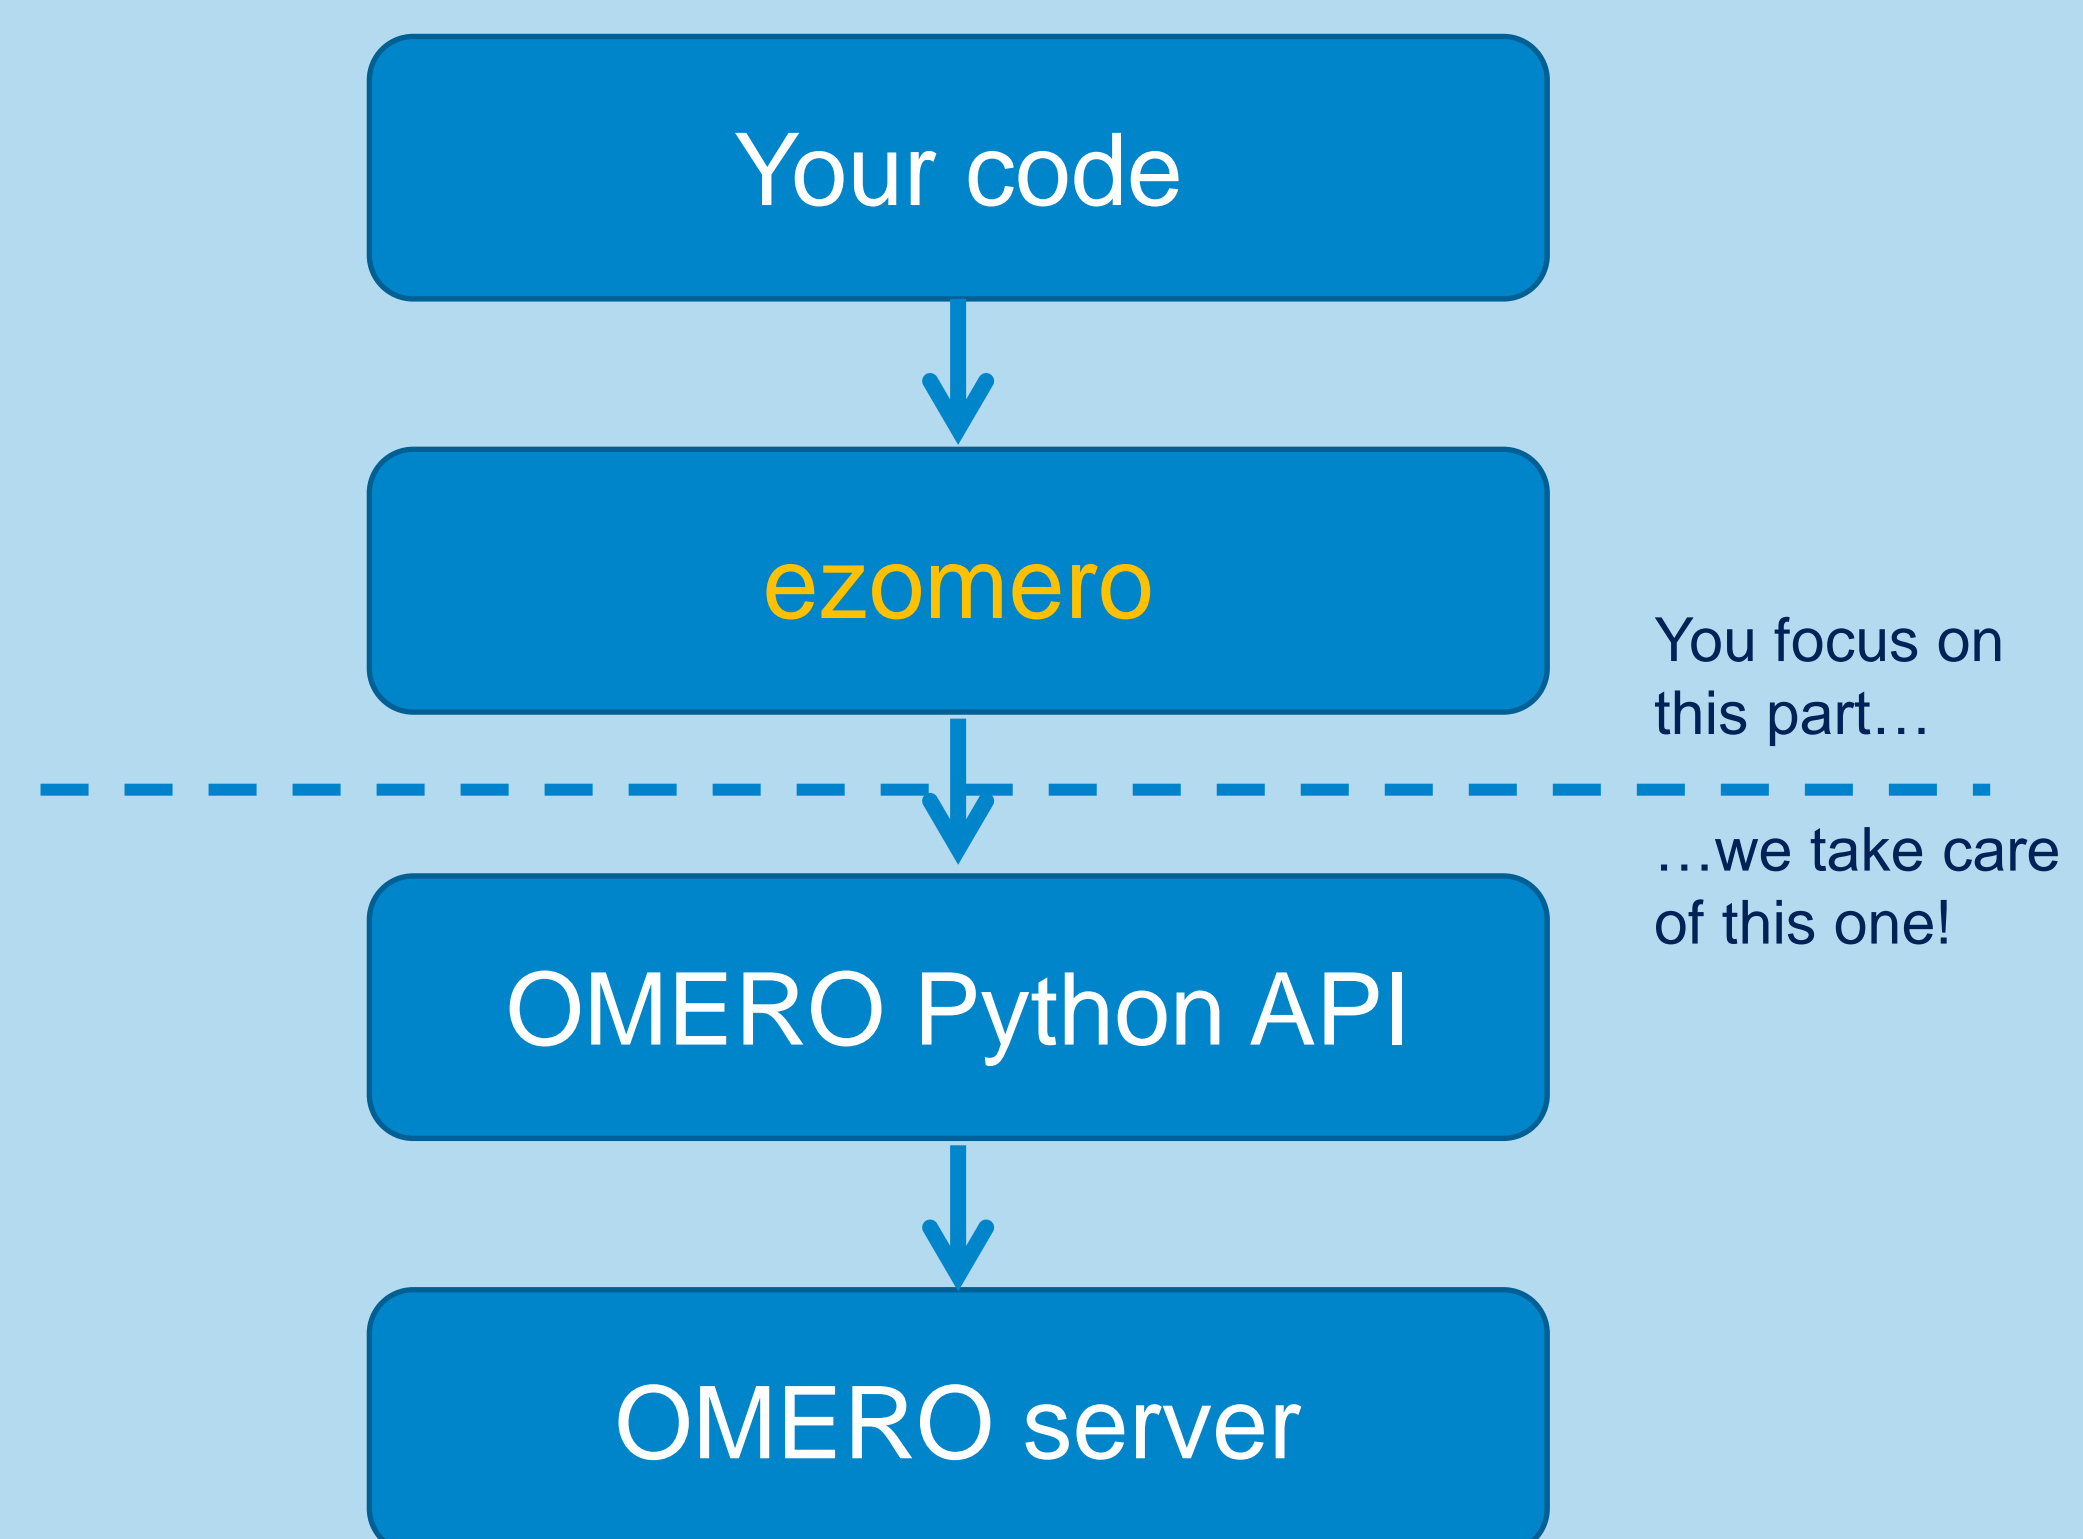 Your code
ezomero
You focus on
this part…
…we take care
of this one!
OMERO Python API
OMERO server